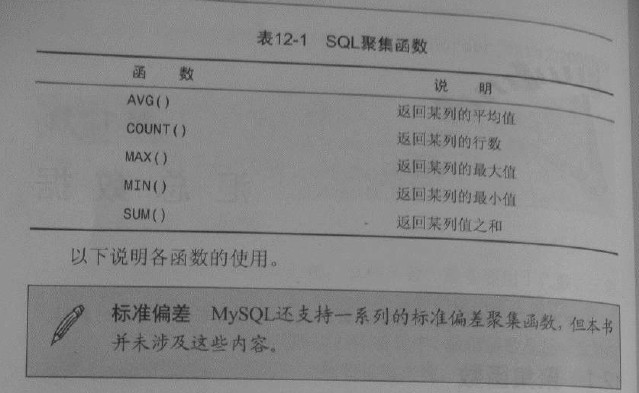 表12-1 SQL聚集函数
函 数 说 明
AVG() 返回某列的平均值
COUNT() 返回某列的行数
MAX() 返回某列的最大值
MIN() 返回某列的最小值
SUM() 返回某列值之和
以下说明各函数的使用。
标准偏差 MySQL还支持一系列的标准偏差聚集函数，但本书
并未涉及这些内容。